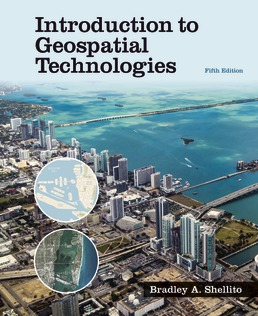 Introduction to
Geospatial
Technologies
Fifth Edition
Bradley A. Shellito